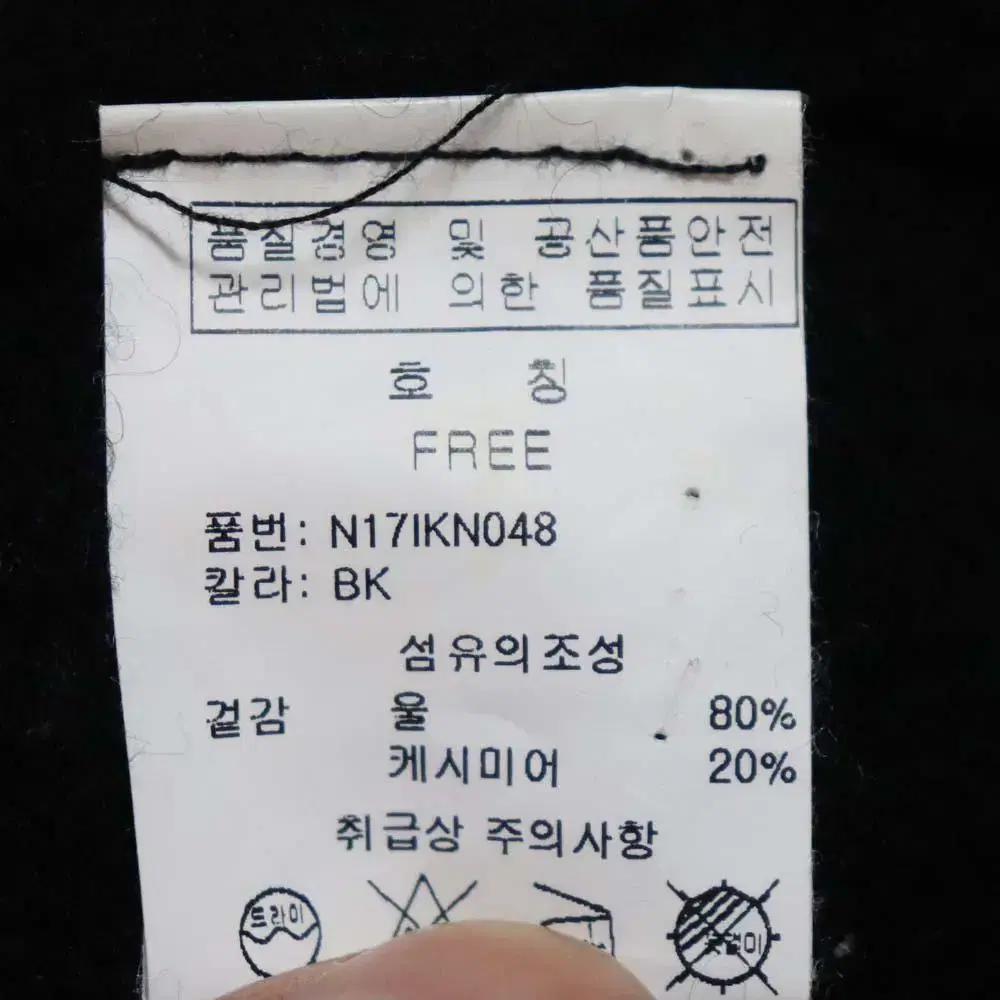 품질경영 및 공산품안전
관리법에 의한 품질표시
호 칭
FREE
품번: N17IKN048
칼라: BK
섬유의조성
겉감 울 80%
케시미어 20%
취급상 주의사항
드라이